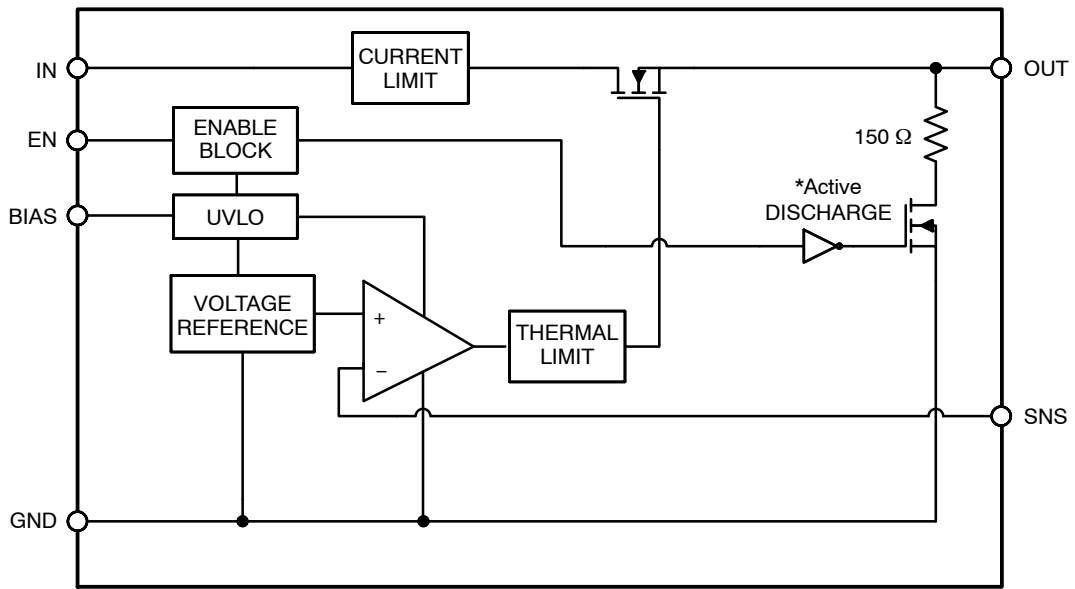 IN
CURRENT
LIMIT
OUT
EN
ENABLE
BLOCK
150 Ω
*Active
DISCHARGE
BIAS
UVLO
VOLTAGE
REFERENCE
+
−
THERMAL
LIMIT
SNS
GND